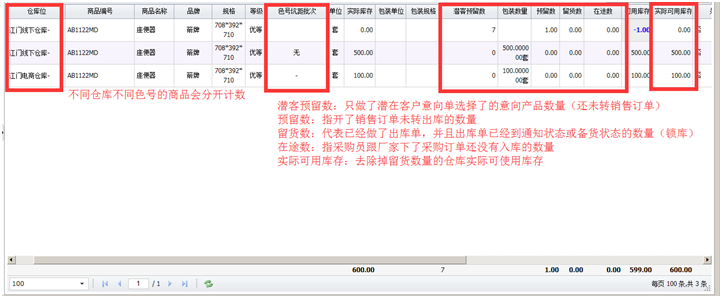 仓库位 商品编号 商品名称 品牌 规格 等级 色号坑距批次 单位 实际库存 包装单位 包装规格 潜客预留数 包装数量 预留数 留货数 在途数 可用库存 实际可用库存
江门线下仓库- AB1122MD 座便器 箭牌 708*392*710 优等 套 0.00 7 1.00 0.00 0.00 -1.00 0.00
江门线下仓库- AB1122MD 座便器 箭牌 708*392*710 优等 无 套 500.00 0 500.0000000套 0.00 0.00 0.00 500.00 500.00
江门电商仓库- AB1122MD 座便器 箭牌 708*392*710 优等 - 套 100.00 0 100.0000000套 0.00 0.00 0.00 100.00 100.00
不同仓库不同色号的商品会分开计数
潜客预留数：只做了潜在客户意向单选择了的意向产品数量（还未转销售订单）
预留数：指开了销售订单未转出库的数量
留货数：代表已经做了出库单，并且出库单已经到通知状态或备货状态的数量（锁库）
在途数：指采购员跟厂家下了采购订单还没有入库的数量
实际可用库存：去除掉留货数量的仓库实际可使用库存
600.00 7 1.00 0.00 0.00 599.00 600.00
100 1 / 1 每页 100 条,共 3 条